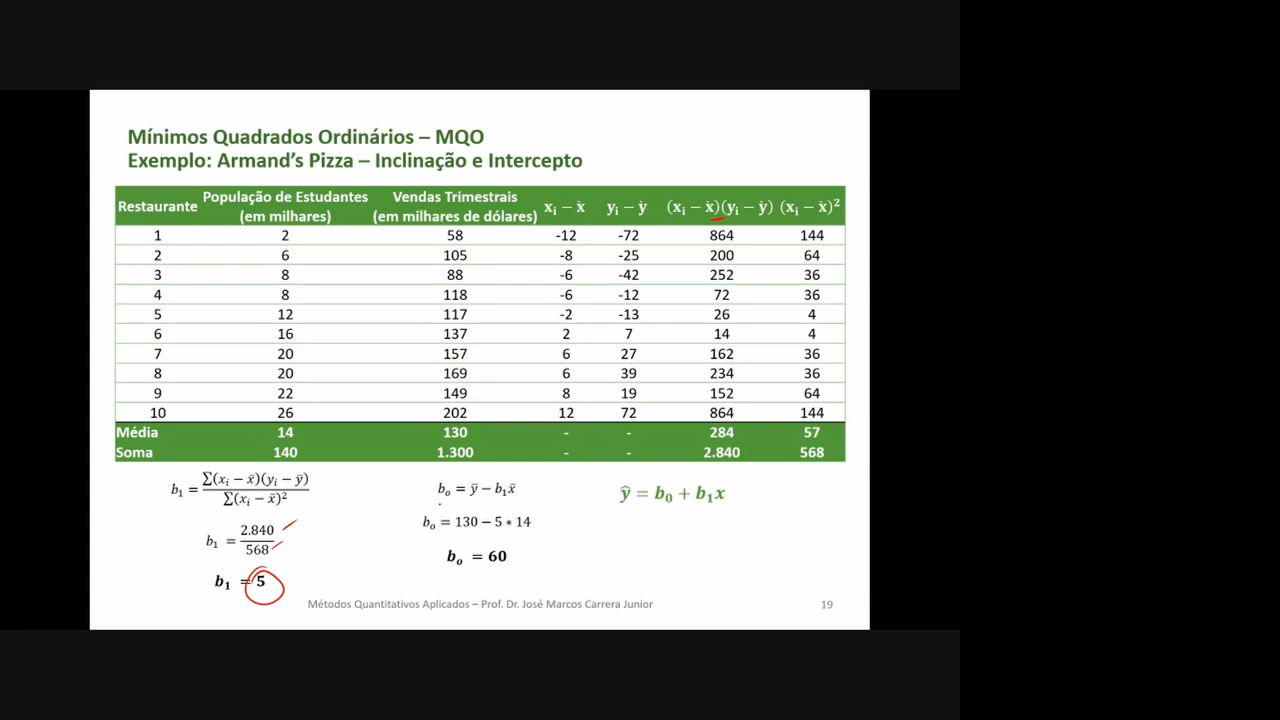 Mínimos Quadrados Ordinários – MQO
Exemplo: Armand’s Pizza – Inclinação e Intercepto
Restaurante População de Estudantes (em milhares) Vendas Trimestrais (em milhares de dólares) xᵢ − x̄ yᵢ − ȳ (xᵢ − x̄)(yᵢ − ȳ) (xᵢ − x̄)²
1 2 58 -12 -72 864 144
2 6 105 -8 -25 200 64
3 8 88 -6 -42 252 36
4 8 118 -6 -12 72 36
5 12 117 -2 -13 26 4
6 16 137 2 7 14 4
7 20 157 6 27 162 36
8 20 169 6 39 234 36
9 22 149 8 19 152 64
10 26 202 12 72 864 144
Média 14 130 - - 284 57
Soma 140 1.300 - - 2.840 568
b₁ = ∑(xᵢ − x̄)(yᵢ − ȳ) / ∑(xᵢ − x̄)²
b₁ = 2.840 / 568
b₁ = 5
bₒ = ȳ − b₁x̄
bₒ = 130 − 5 ∗ 14
bₒ = 60
ŷ = b₀ + b₁x
Métodos Quantitativos Aplicados – Prof. Dr. José Marcos Carrera Junior
19